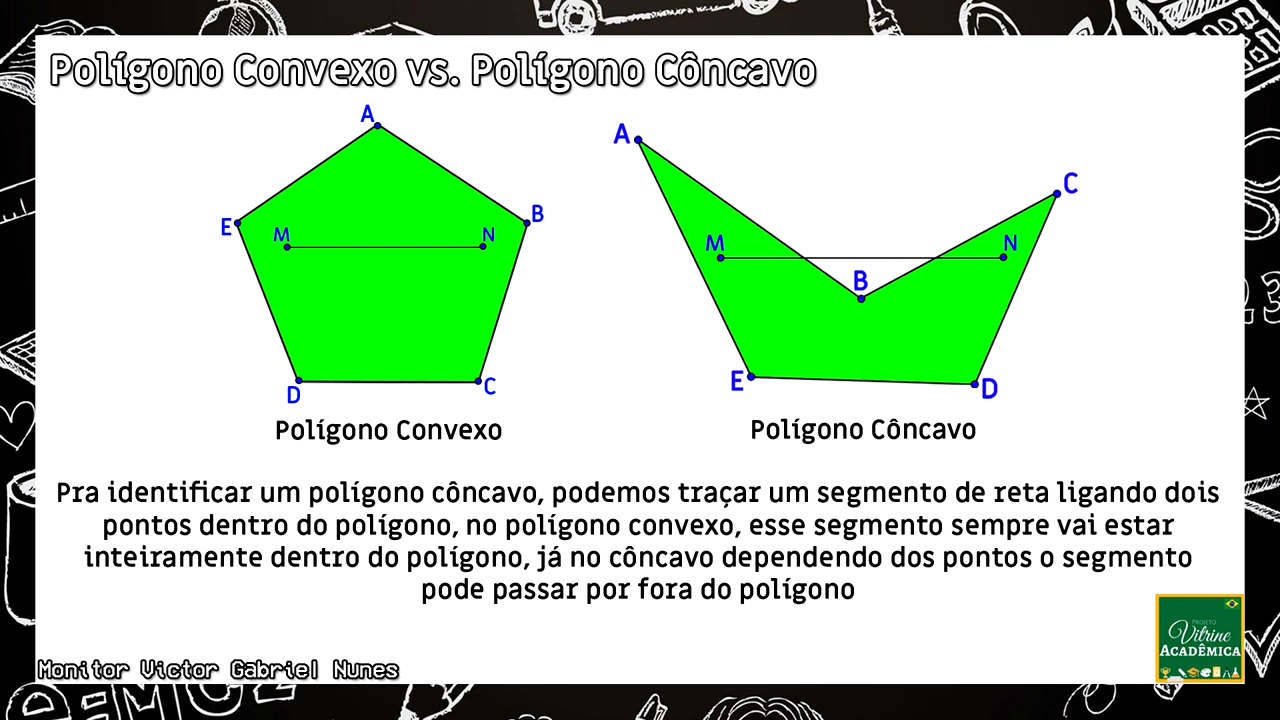 Polígono Convexo vs. Polígono Côncavo
A
B
E
M
N
D
C
Polígono Convexo
A
C
M
N
B
E
D
Polígono Côncavo
Pra identificar um polígono côncavo, podemos traçar um segmento de reta ligando dois
pontos dentro do polígono, no polígono convexo, esse segmento sempre vai estar
inteiramente dentro do polígono, já no côncavo dependendo dos pontos o segmento
pode passar por fora do polígono
PROJETO
Vitrine
ACADÊMICA
Monitor Victor Gabriel Nunes